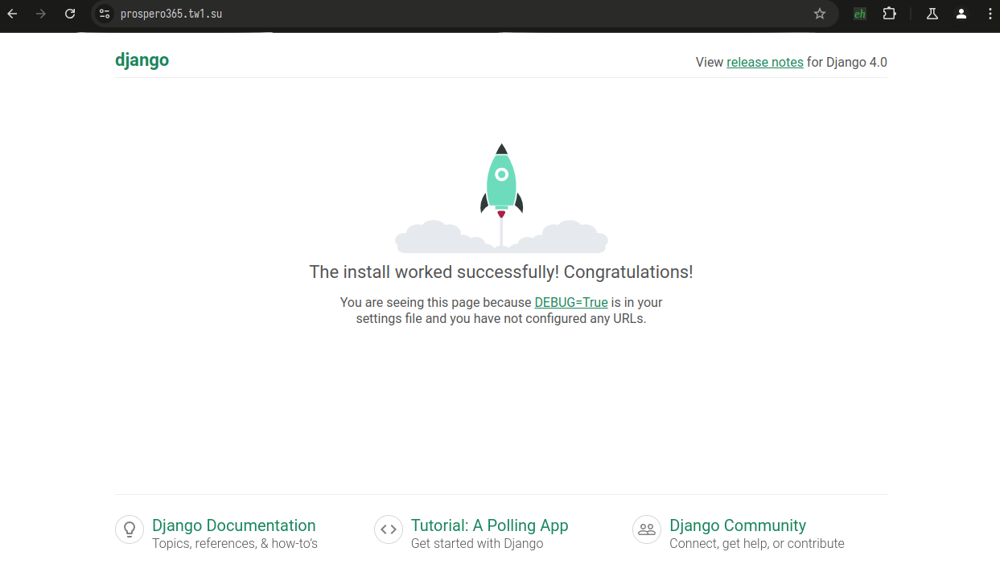 prospero365.tw1.su
eh
django
View release notes for Django 4.0
The install worked successfully! Congratulations!
You are seeing this page because DEBUG=True is in your
settings file and you have not configured any URLs.
Django Documentation
Topics, references, & how-to’s
Tutorial: A Polling App
Get started with Django
Django Community
Connect, get help, or contribute